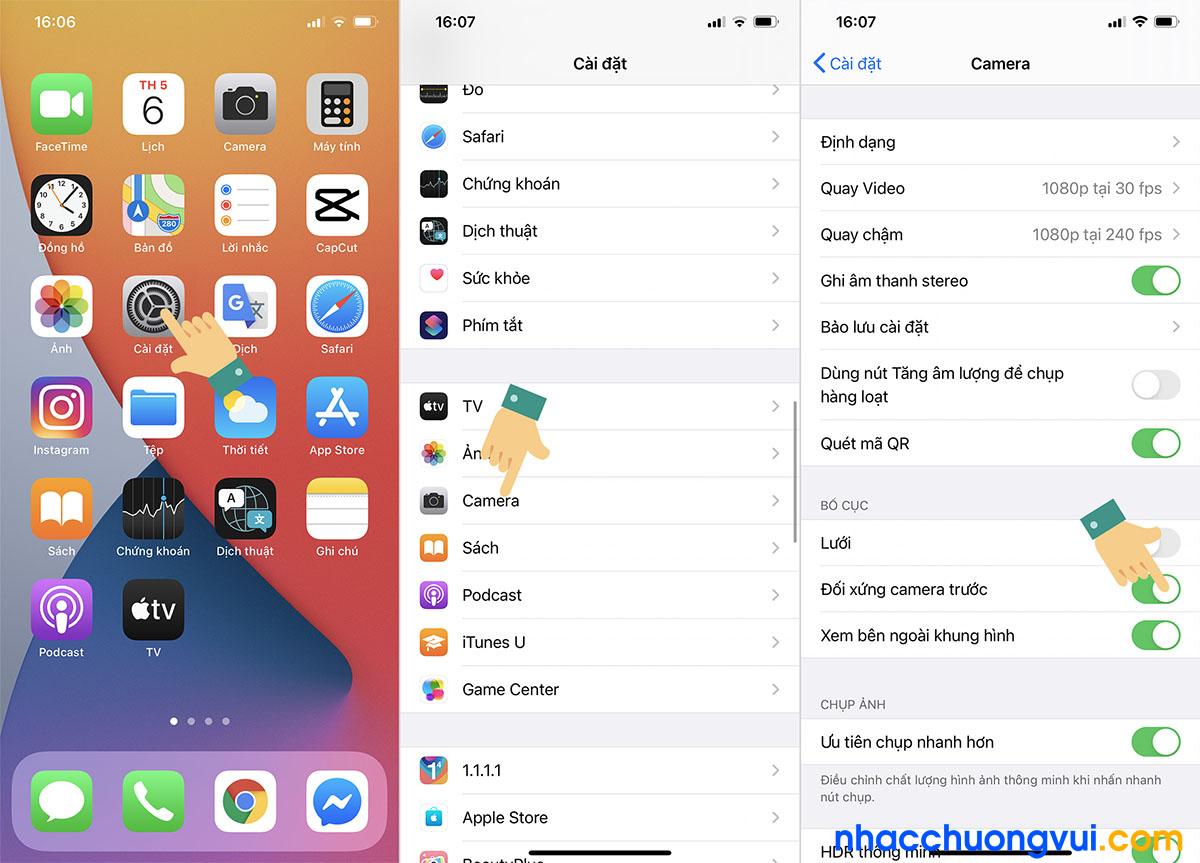 16:06
TH 5
6
FaceTime
Lịch
Camera
Máy tính
280
Đồng hồ
Bản đồ
Lời nhắc
CapCut
Ảnh
Cài đặt
Dịch
Safari
Instagram
Tệp
Thời tiết
App Store
Sách
Chứng khoán
Dịch thuật
Ghi chú
tv
Podcast
TV
16:07
Cài đặt
Đo
Safari
Chứng khoán
Dịch thuật
Sức khỏe
Phím tắt
TV
Camera
Sách
Podcast
iTunes U
Game Center
1.1.1.1
Apple Store
BeautyPlus
16:07
Cài đặt
Camera
Định dạng
Quay Video 1080p tại 30 fps
Quay chậm 1080p tại 240 fps
Ghi âm thanh stereo
Bảo lưu cài đặt
Dùng nút Tăng âm lượng để chụp
hàng loạt
Quét mã QR
BỐ CỤC
Lưới
Đối xứng camera trước
Xem bên ngoài khung hình
CHỤP ẢNH
Ưu tiên chụp nhanh hơn
Điều chỉnh chất lượng hình ảnh thông minh khi nhấn nhanh
nút chụp.
nhacchuongvui.com
HDR thông minh